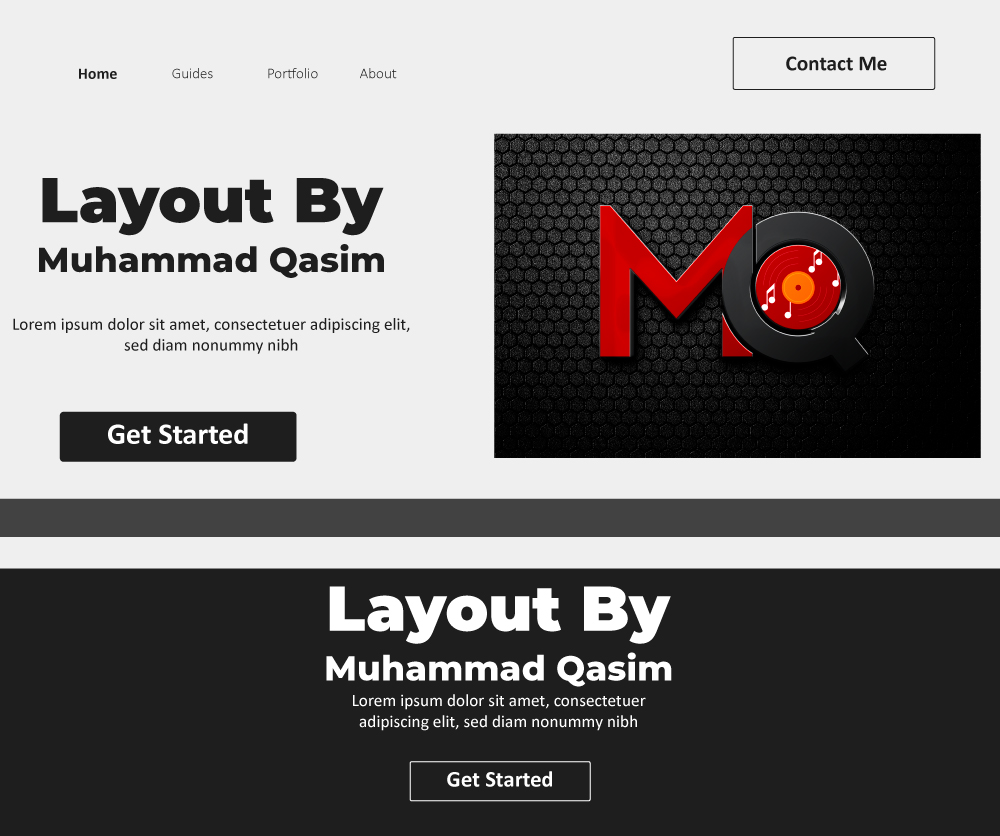 Home Guides Portfolio About
Contact Me
Layout By
Muhammad Qasim
Lorem ipsum dolor sit amet, consectetuer adipiscing elit,
sed diam nonummy nibh
Get Started
MQ
Layout By
Muhammad Qasim
Lorem ipsum dolor sit amet, consectetuer
adipiscing elit, sed diam nonummy nibh
Get Started